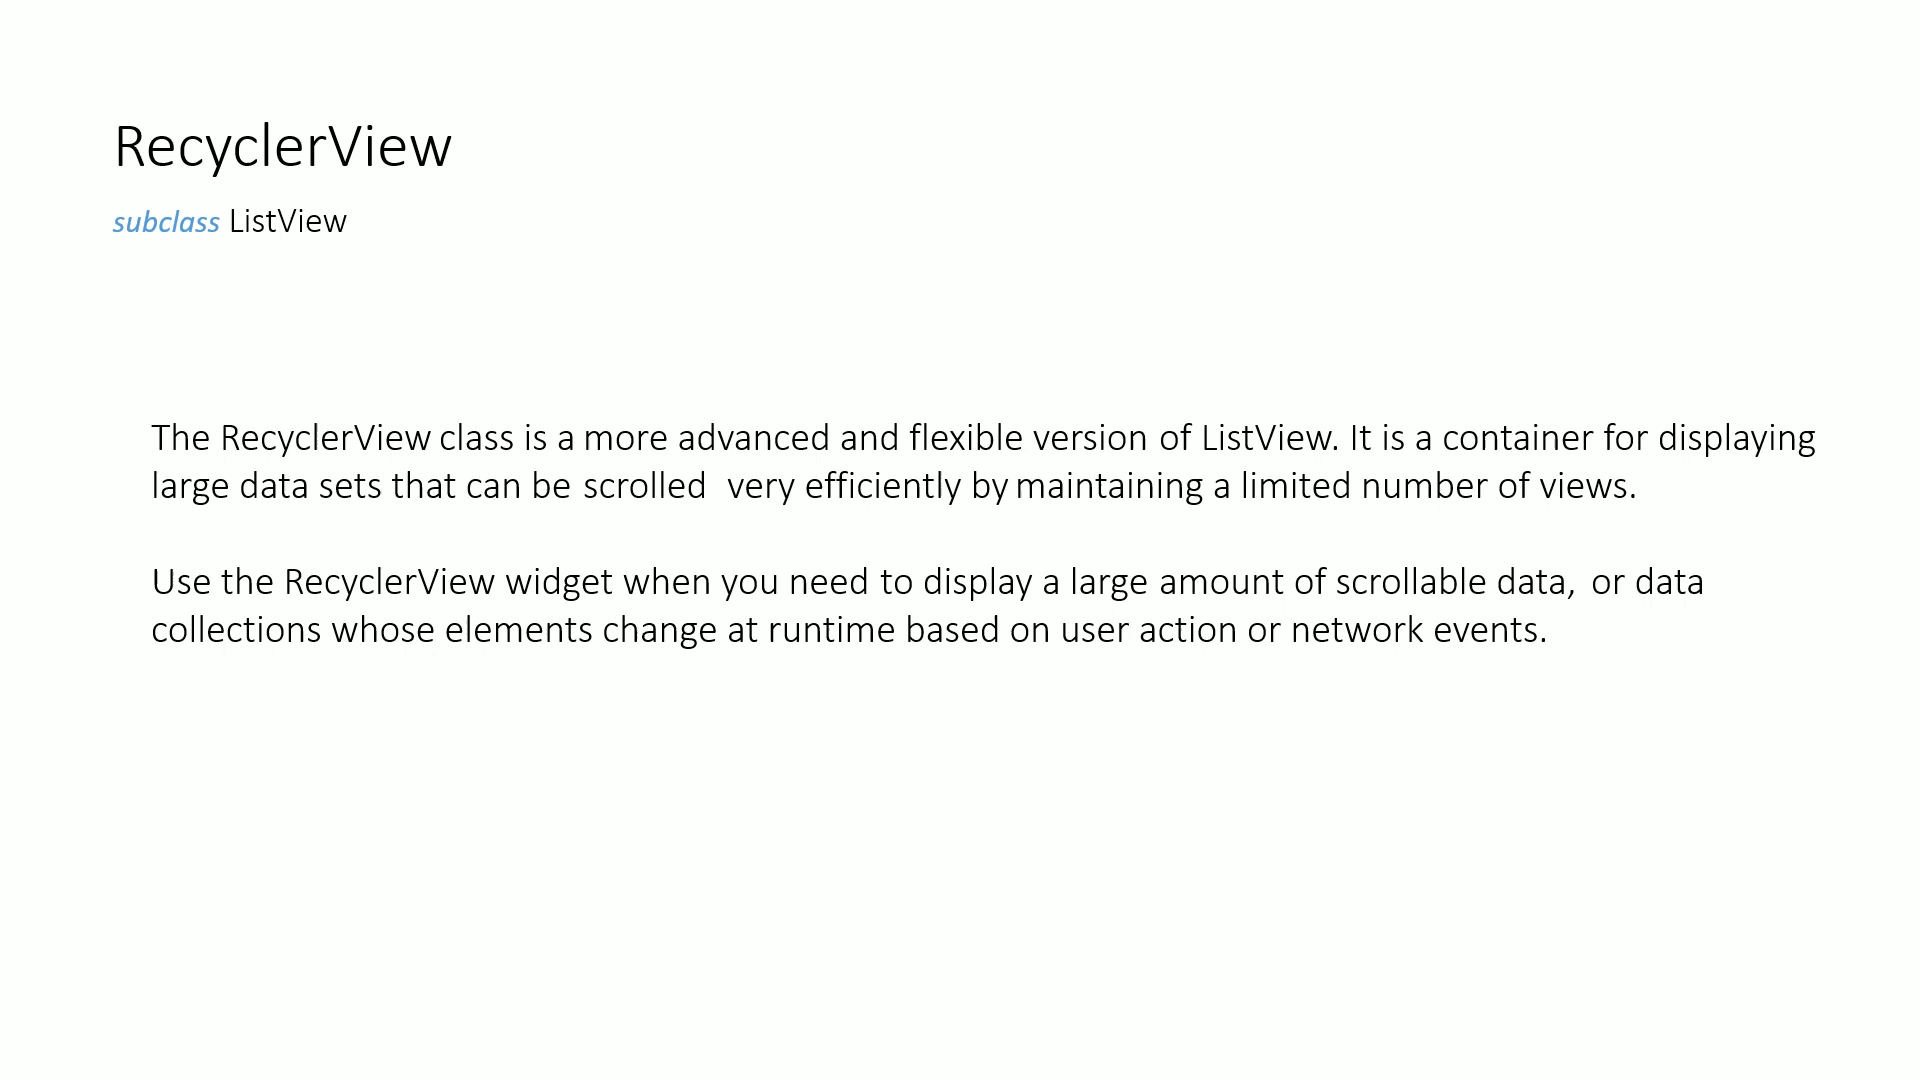 RecyclerView
subclass ListView
The RecyclerView class is a more advanced and flexible version of ListView. It is a container for displaying
large data sets that can be scrolled very efficiently by maintaining a limited number of views.
Use the RecyclerView widget when you need to display a large amount of scrollable data, or data
collections whose elements change at runtime based on user action or network events.